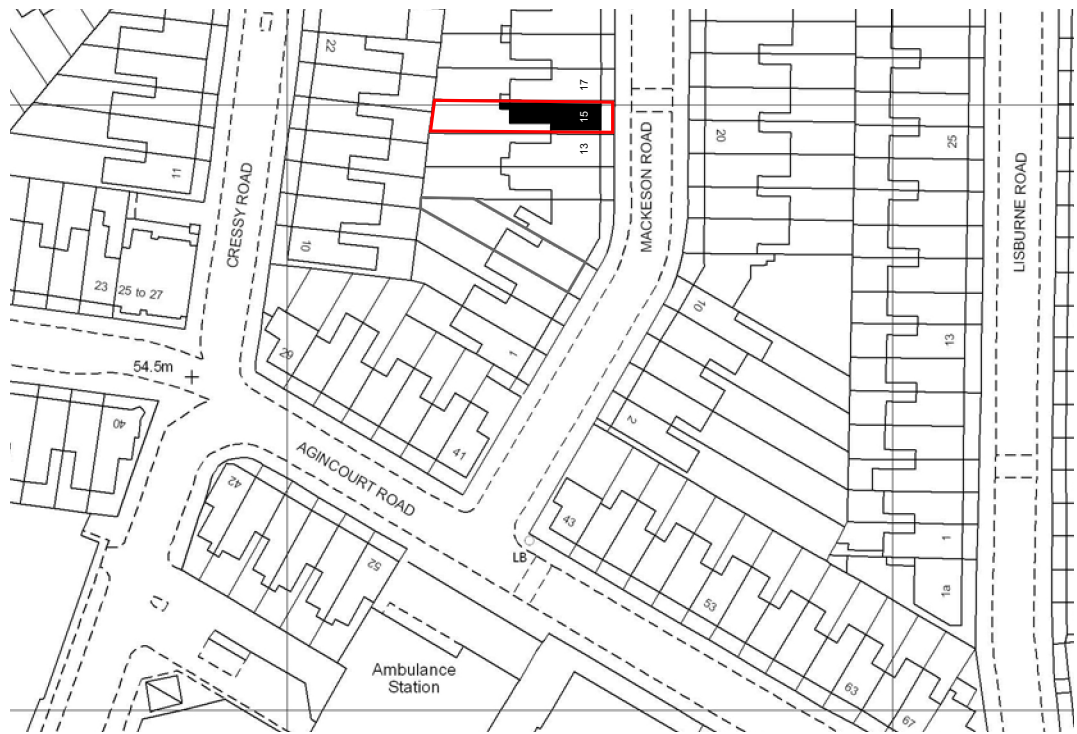 22
17
15
13
11
CRESSY ROAD
10
MACKESON ROAD
20
25
LISBURNE ROAD
23
25 to 27
54.5m
29
1
10
13
2
40
41
AGINCOURT ROAD
42
43
LB
52
53
1
1a
Ambulance
Station
63
67